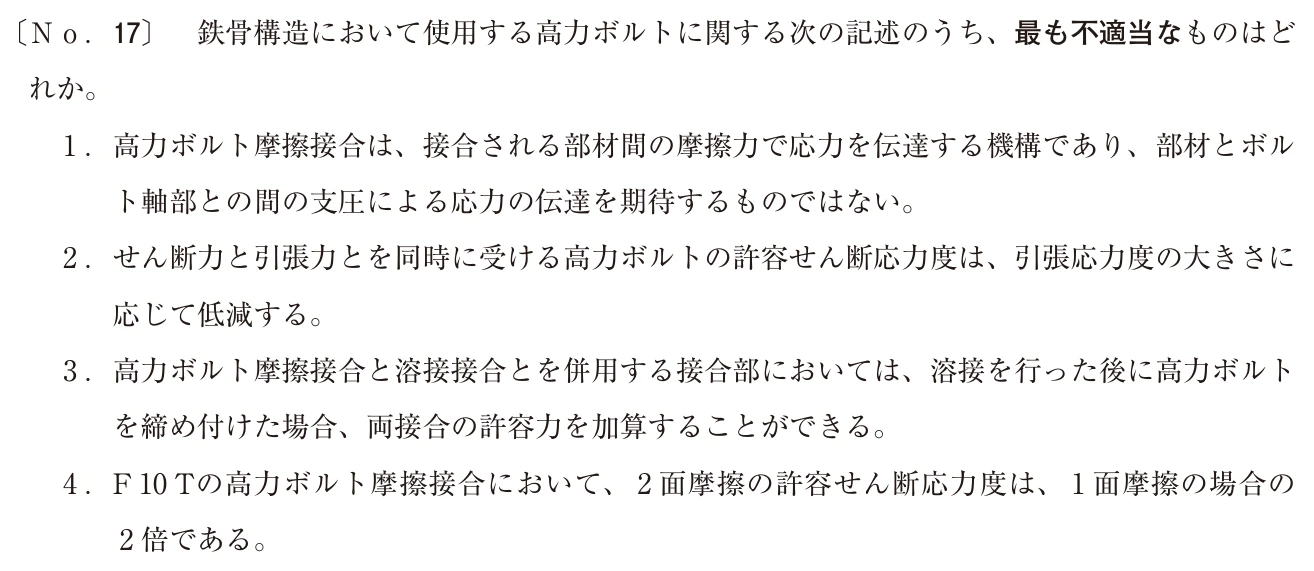 〔Ｎｏ．17〕　鉄骨構造において使用する高力ボルトに関する次の記述のうち、最も不適当なものはど
れか。
１．高力ボルト摩擦接合は、接合される部材間の摩擦力で応力を伝達する機構であり、部材とボル
ト軸部との間の支圧による応力の伝達を期待するものではない。
２．せん断力と引張力とを同時に受ける高力ボルトの許容せん断応力度は、引張応力度の大きさに
応じて低減する。
３．高力ボルト摩擦接合と溶接接合とを併用する接合部においては、溶接を行った後に高力ボルト
を締め付けた場合、両接合の許容力を加算することができる。
４．Ｆ10Ｔの高力ボルト摩擦接合において、２面摩擦の許容せん断応力度は、１面摩擦の場合の
２倍である。